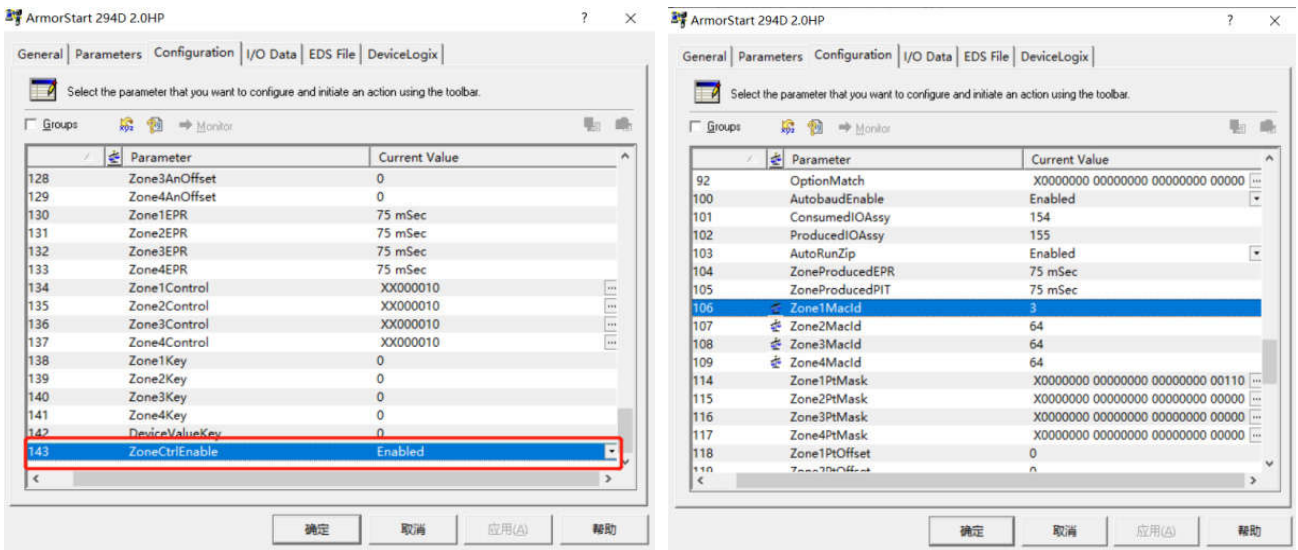 ArmorStart 294D 2.0HP
General Parameters Configuration I/O Data EDS File DeviceLogix
Select the parameter that you want to configure and initiate an action using the toolbar.
Groups Monitor
Parameter Current Value
128 Zone3AnOffset 0
129 Zone4AnOffset 0
130 Zone1EPR 75 mSec
131 Zone2EPR 75 mSec
132 Zone3EPR 75 mSec
133 Zone4EPR 75 mSec
134 Zone1Control XX000010
135 Zone2Control XX000010
136 Zone3Control XX000010
137 Zone4Control XX000010
138 Zone1Key 0
139 Zone2Key 0
140 Zone3Key 0
141 Zone4Key 0
142 DeviceValueKey 0
143 ZoneCtrlEnable Enabled
确定 取消 应用(A) 帮助
ArmorStart 294D 2.0HP
General Parameters Configuration I/O Data EDS File DeviceLogix
Select the parameter that you want to configure and initiate an action using the toolbar.
Groups Monitor
Parameter Current Value
92 OptionMatch X0000000 00000000 00000000 00000
100 AutobaudEnable Enabled
101 ConsumedIOAssy 154
102 ProducedIOAssy 155
103 AutoRunZip Enabled
104 ZoneProducedEPR 75 mSec
105 ZoneProducedPIT 75 mSec
106 Zone1MacId 3
107 Zone2MacId 64
108 Zone3MacId 64
109 Zone4MacId 64
114 Zone1PtMask X0000000 00000000 00000000 00110
115 Zone2PtMask X0000000 00000000 00000000 00000
116 Zone3PtMask X0000000 00000000 00000000 00000
117 Zone4PtMask X0000000 00000000 00000000 00000
118 Zone1PtOffset 0
119 Zone2PtOffset 0
确定 取消 应用(A) 帮助